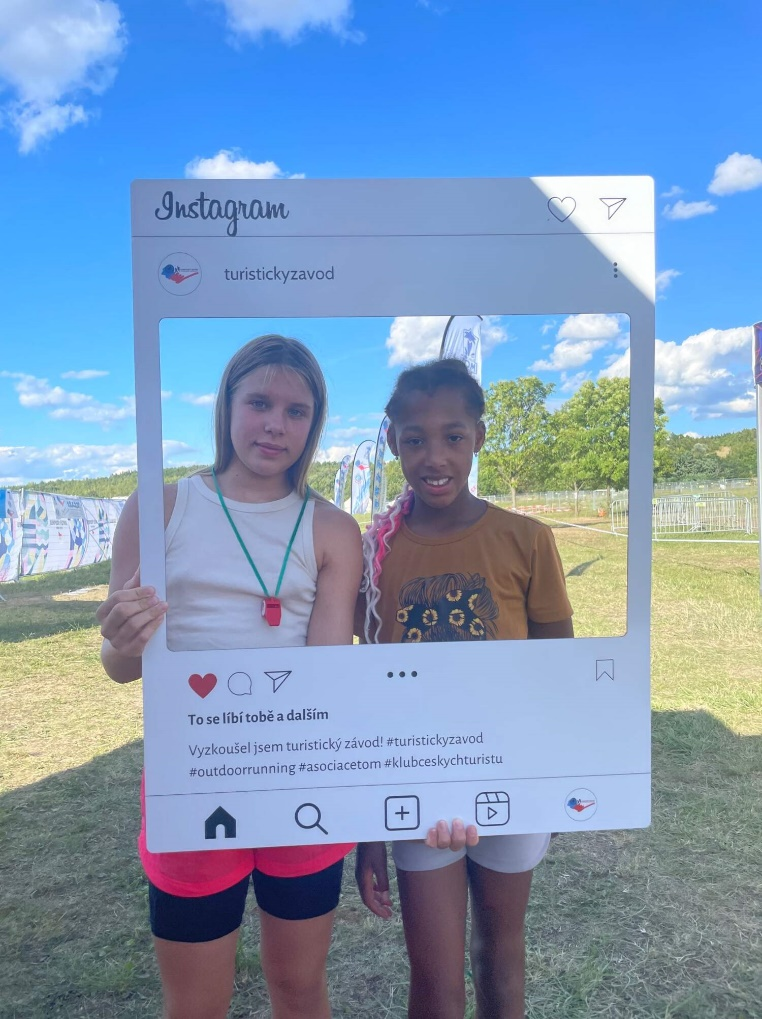 Instagram
turistickyzavod
To se líbí tobě a dalším
Vyzkoušel jsem turistický závod! #turistickyzavod
#outdoorrunning #asociacetom #klubceskychturistu